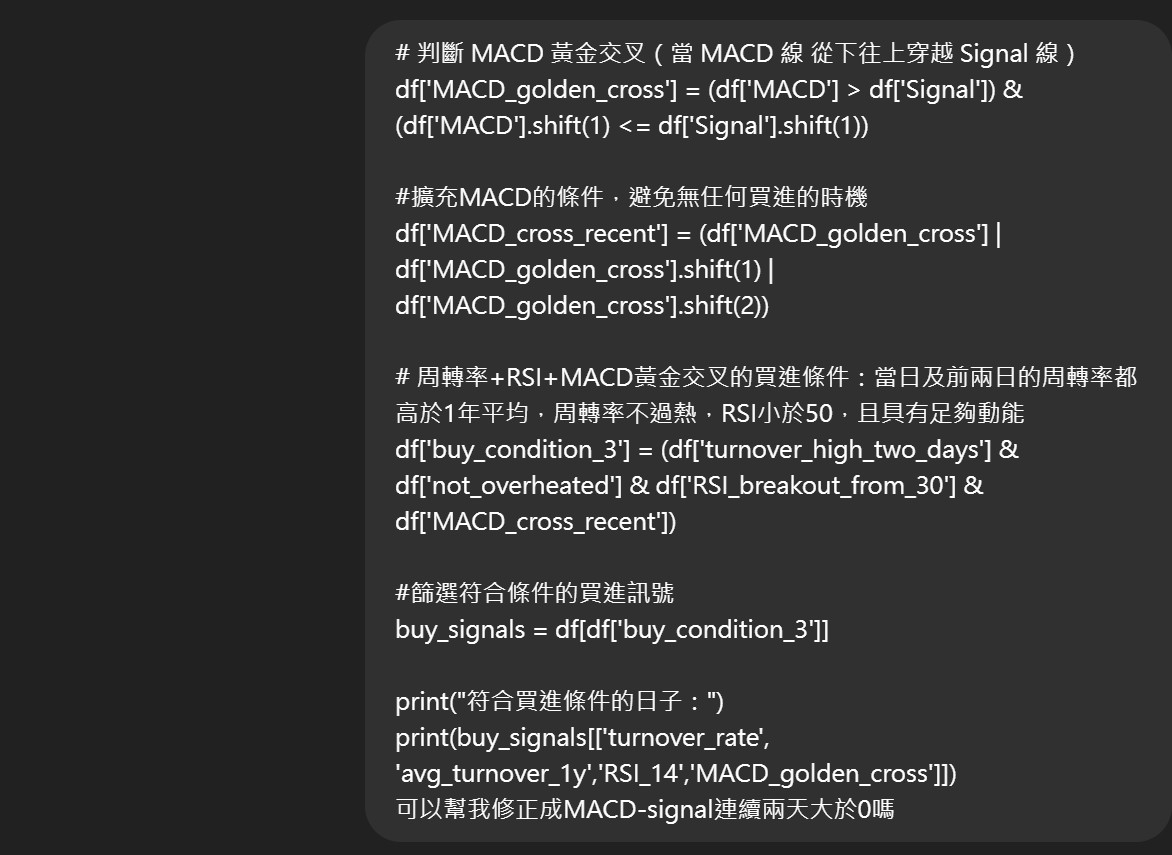 # 判斷 MACD 黃金交叉（當 MACD 線 從下往上穿越 Signal 線）
df['MACD_golden_cross'] = (df['MACD'] > df['Signal']) &
(df['MACD'].shift(1) <= df['Signal'].shift(1))
#擴充MACD的條件，避免無任何買進的時機
df['MACD_cross_recent'] = (df['MACD_golden_cross'] |
df['MACD_golden_cross'].shift(1) |
df['MACD_golden_cross'].shift(2))
# 周轉率+RSI+MACD黃金交叉的買進條件：當日及前兩日的周轉率都
高於1年平均，周轉率不過熱，RSI小於50，且具有足夠動能
df['buy_condition_3'] = (df['turnover_high_two_days'] &
df['not_overheated'] & df['RSI_breakout_from_30'] &
df['MACD_cross_recent'])
#篩選符合條件的買進訊號
buy_signals = df[df['buy_condition_3']]
print("符合買進條件的日子：")
print(buy_signals[['turnover_rate',
'avg_turnover_1y','RSI_14','MACD_golden_cross']])
可以幫我修正成MACD-signal連續兩天大於0嗎